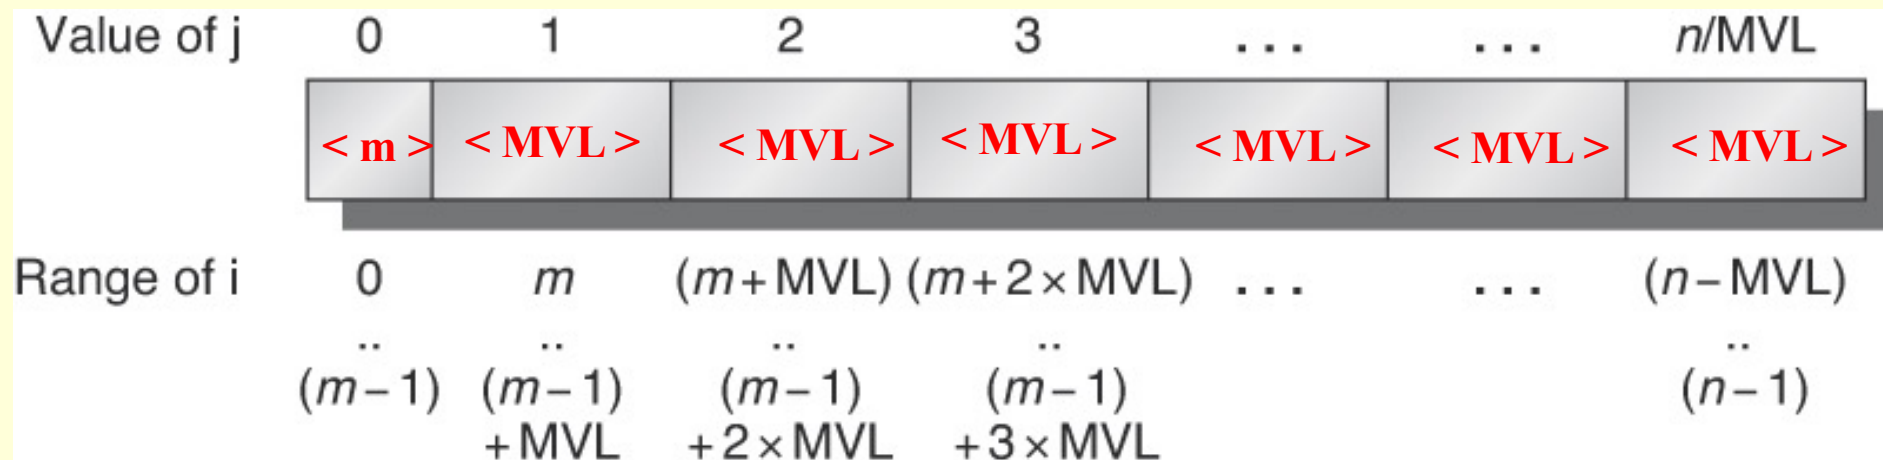 Value of j 0 1 2 3 ... ... n/MVL
< m > < MVL > < MVL > < MVL > < MVL > < MVL > < MVL >
Range of i 0 m (m+MVL) (m+2×MVL) ... ... (n−MVL)
.. .. .. .. ..
(m−1) (m−1) (m−1) (m−1) (n−1)
+MVL +2×MVL +3×MVL